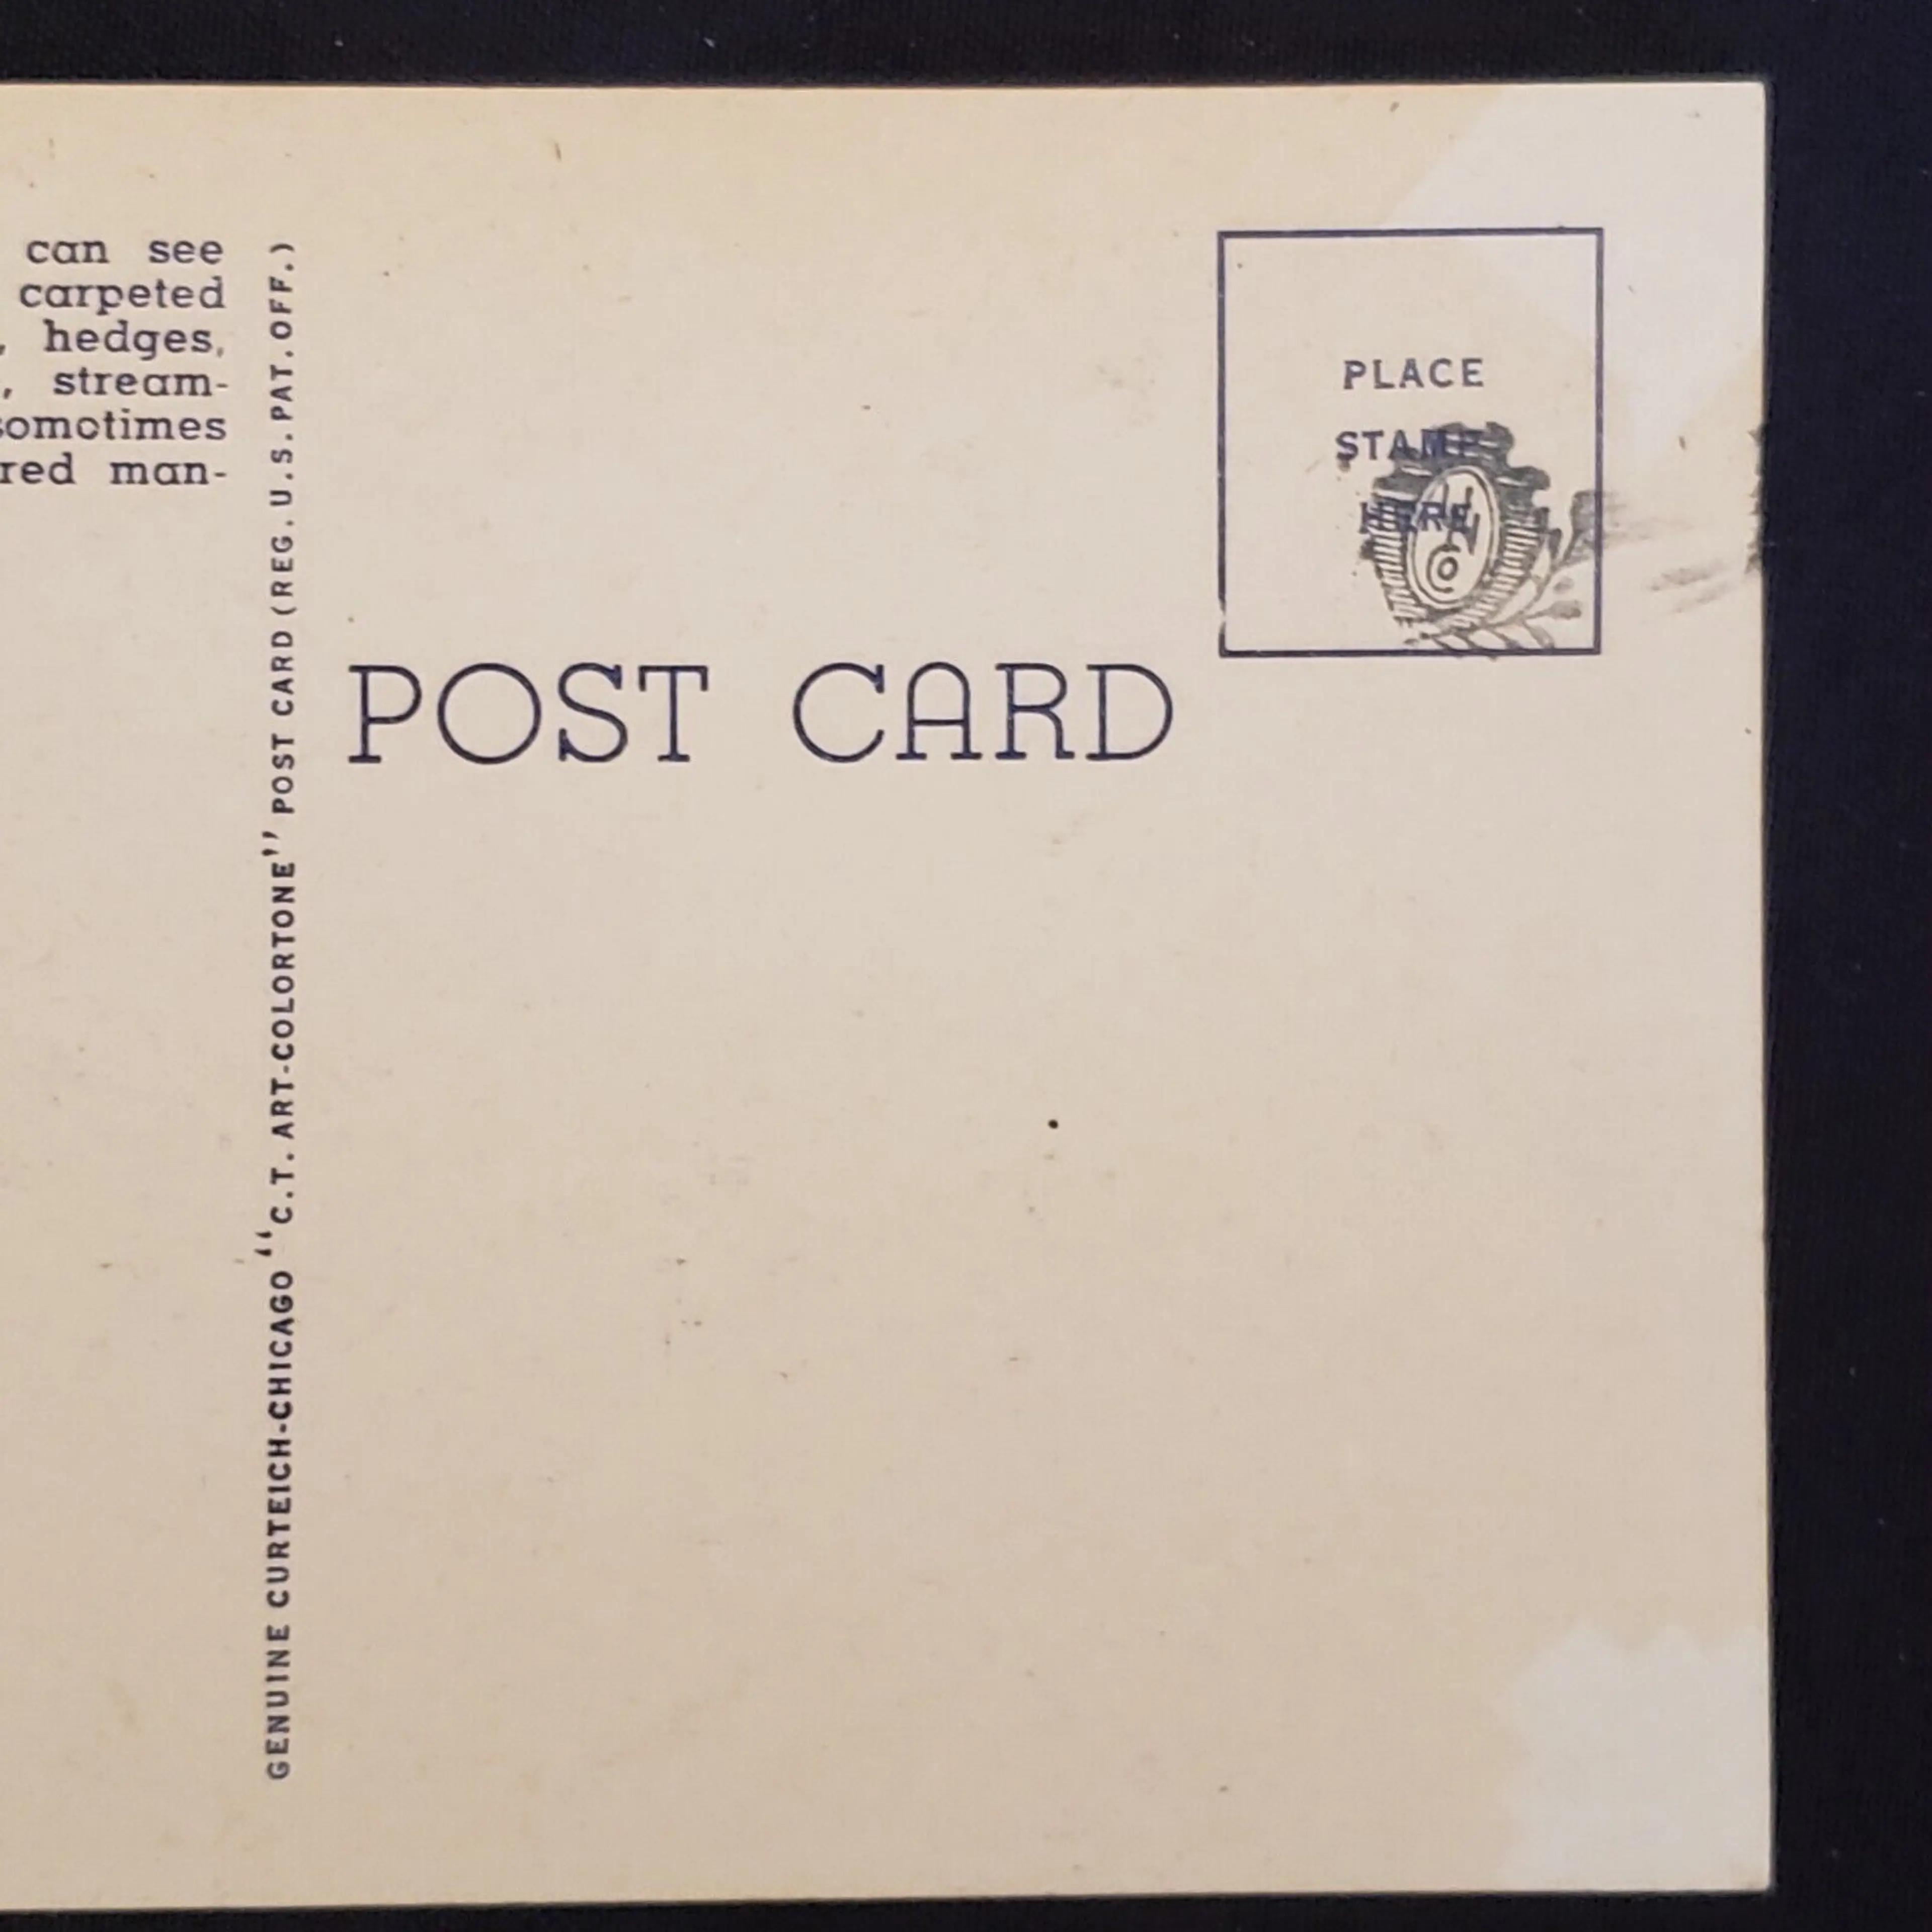 can see
carpeted
, hedges,
, stream-
somotimes
red man-
GENUINE CURTEICH-CHICAGO "C.T. ART-COLORTONE" POST CARD (REG. U.S. PAT. OFF.)
POST CARD
PLACE
STAMP
HERE